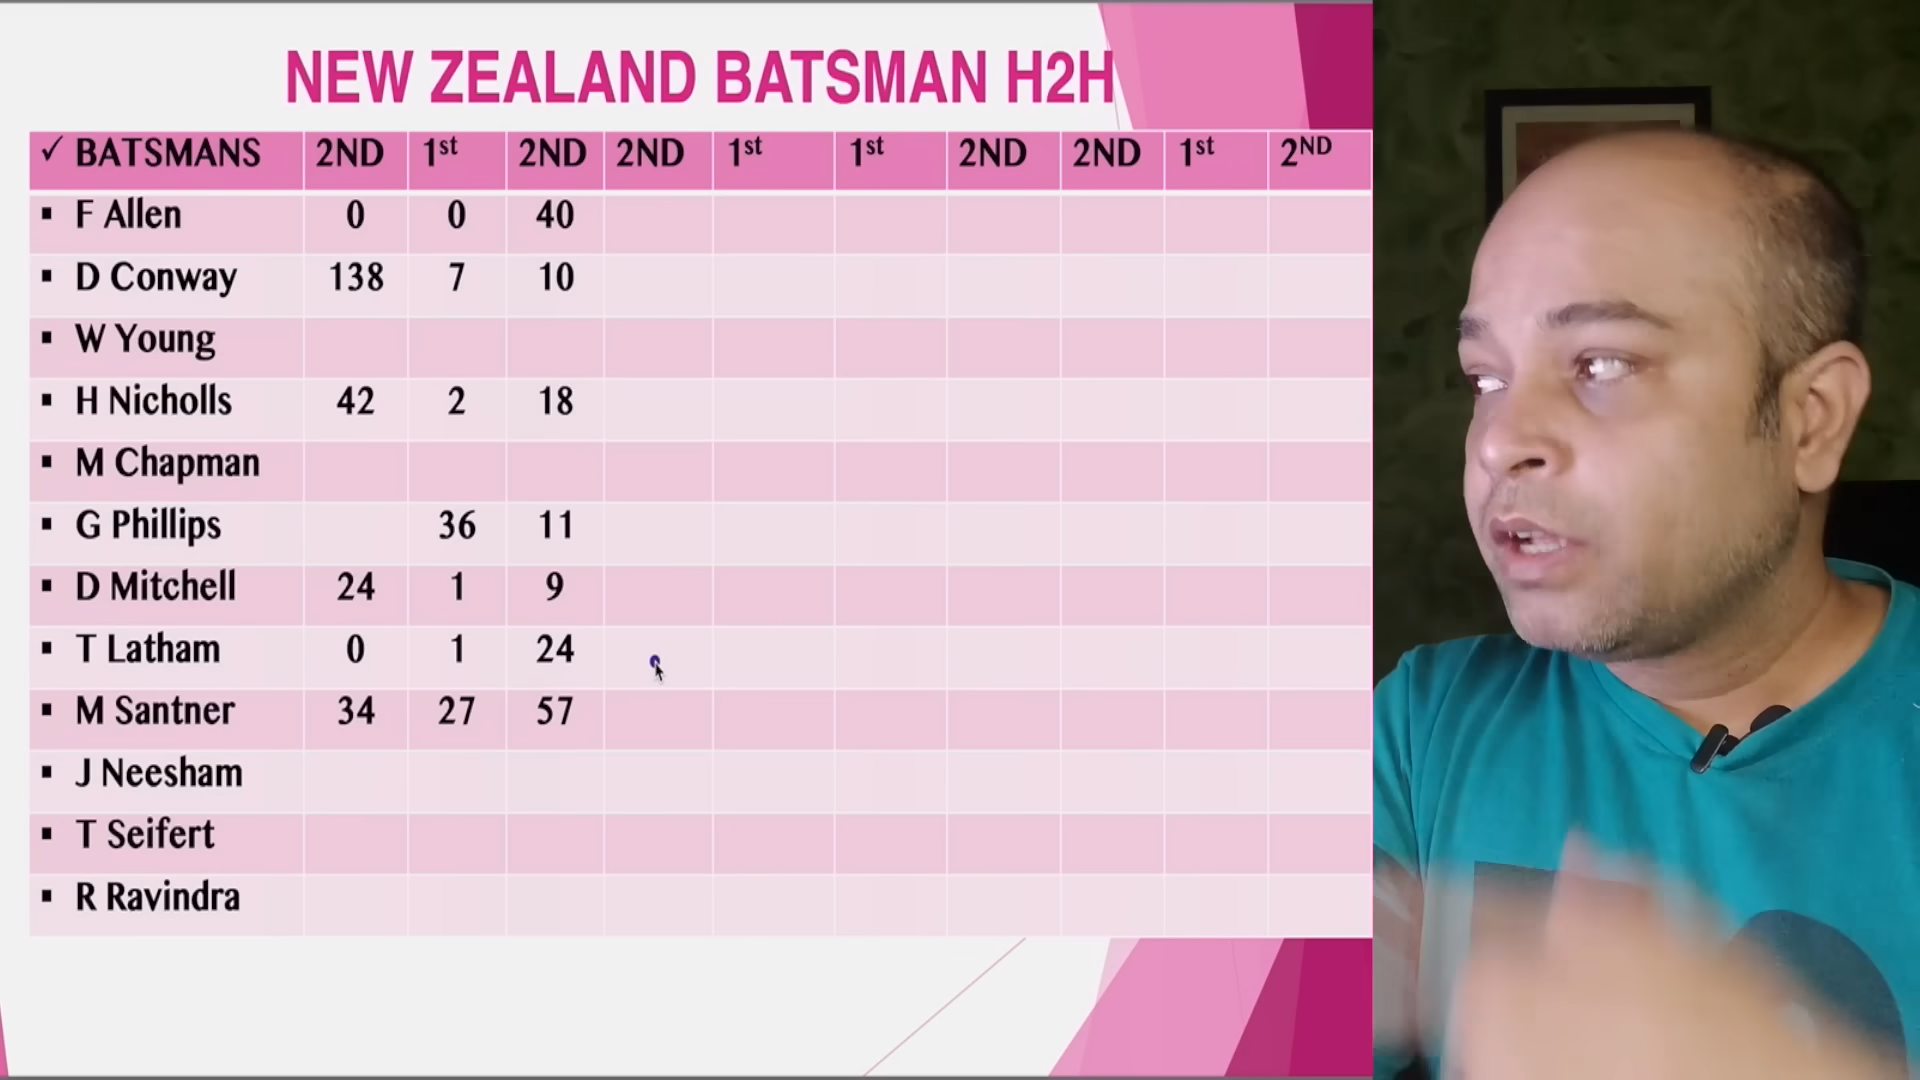 NEW ZEALAND BATSMAN H2H
✓ BATSMANS 2ND 1st 2ND 2ND 1st 1st 2ND 2ND 1st 2ND
▪ F Allen 0 0 40
▪ D Conway 138 7 10
▪ W Young
▪ H Nicholls 42 2 18
▪ M Chapman
▪ G Phillips 36 11
▪ D Mitchell 24 1 9
▪ T Latham 0 1 24
▪ M Santner 34 27 57
▪ J Neesham
▪ T Seifert
▪ R Ravindra